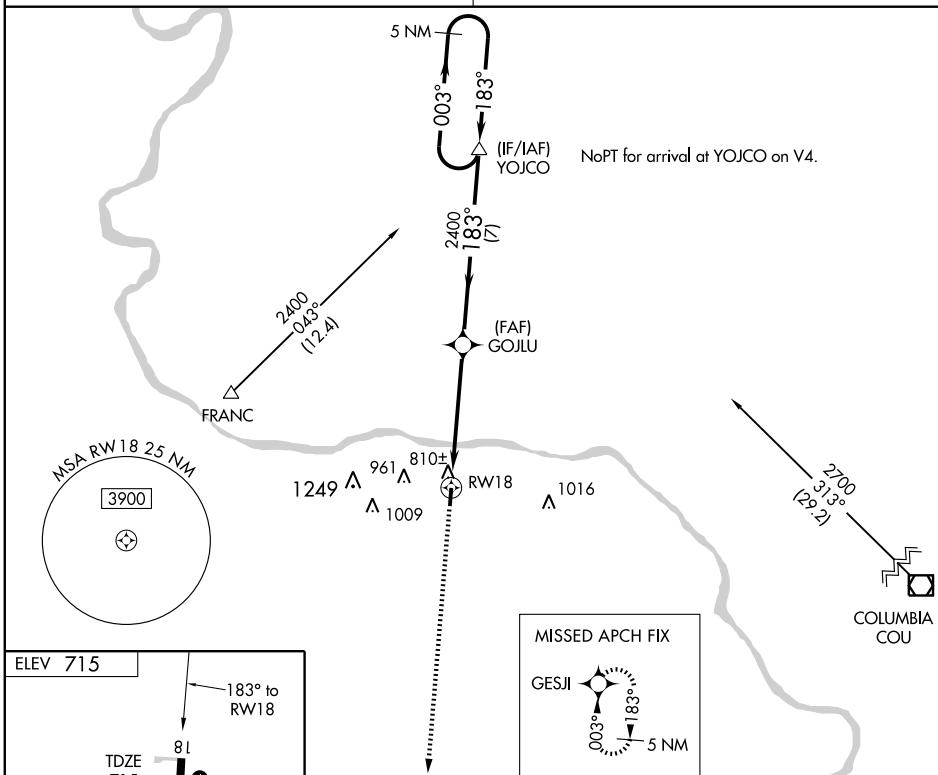 5 NM
003°
183°
(IF/IAF)
YOJCO
NoPT for arrival at YOJCO on V4.
2400
183°
(7)
2400
043°
(12.4)
(FAF)
GOJLU
FRANC
MSA RW18 25 NM
3900
1249
961
810±
1009
RW18
1016
2700
313°
(29.2)
COLUMBIA
COU
MISSED APCH FIX
GESJI
003°
183°
5 NM
ELEV 715
183° to
RW18
18
TDZE